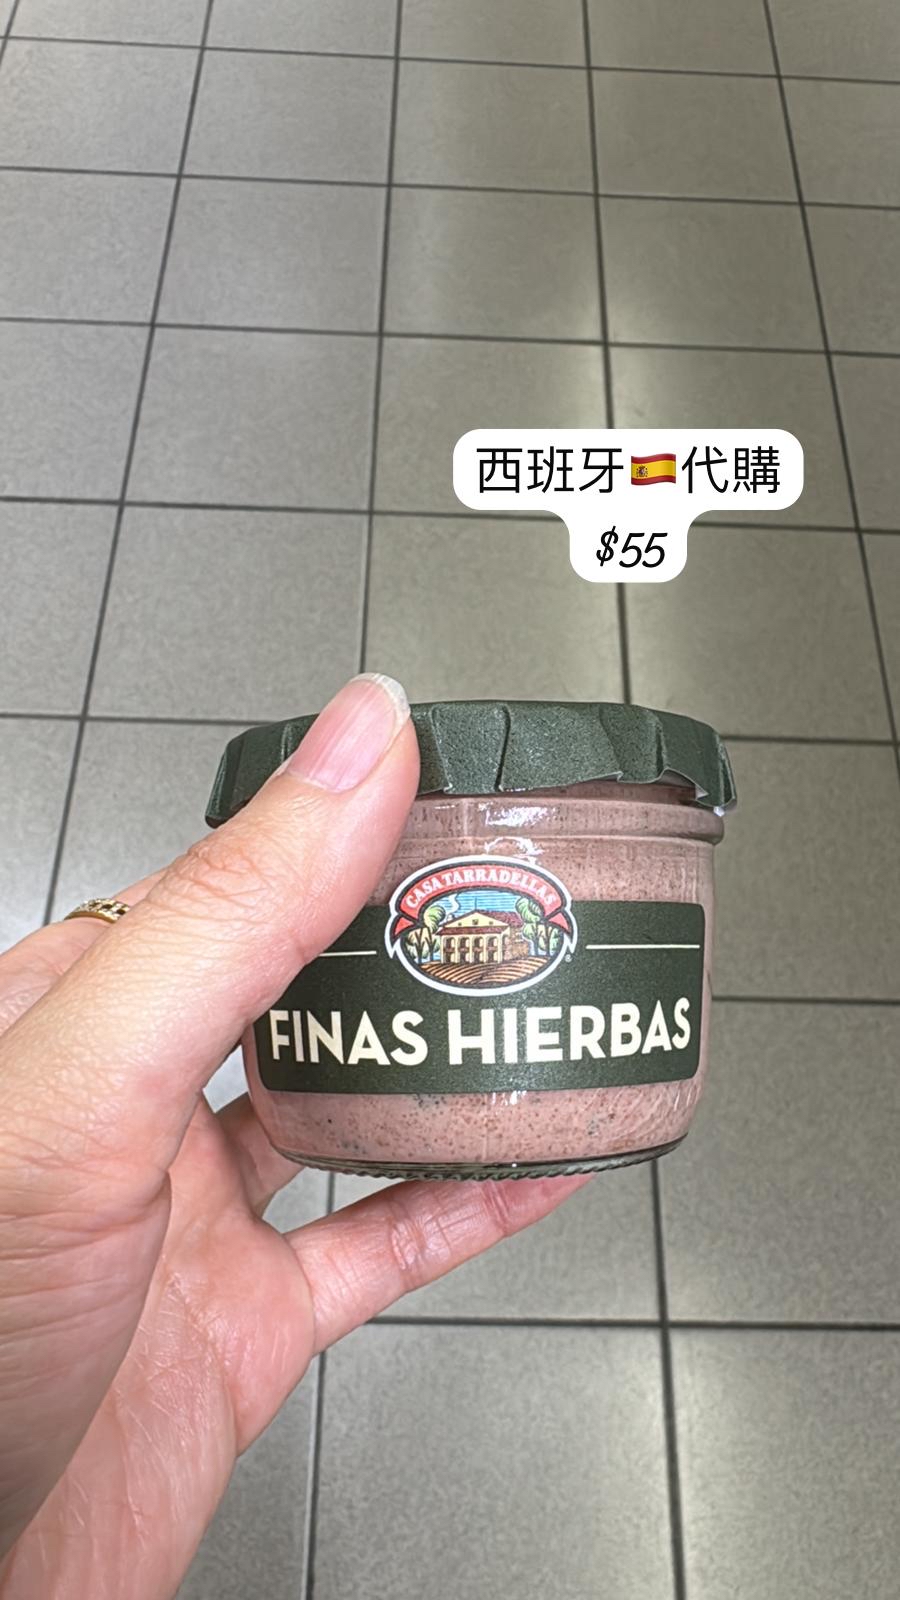 西班牙🇪🇸代購
$55
CASA TARRADELLAS
FINAS HIERBAS